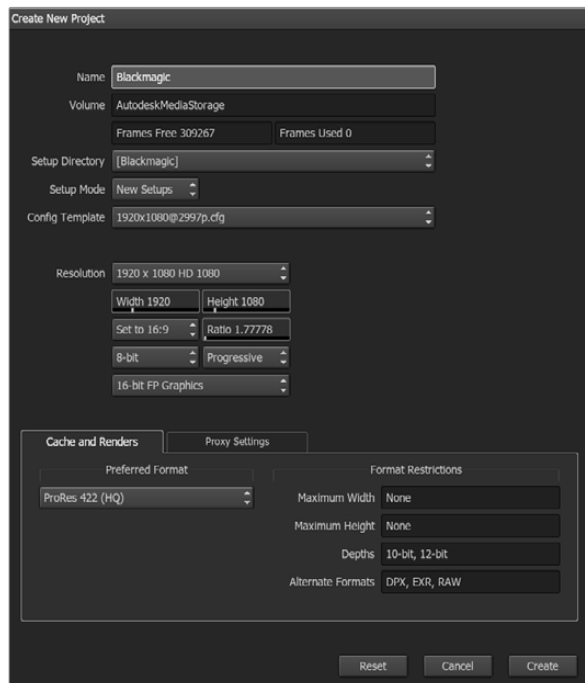 Create New Project
Name Blackmagic
Volume AutodeskMediaStorage
Frames Free 309267 Frames Used 0
Setup Directory [Blackmagic]
Setup Mode New Setups
Config Template 1920x1080@2997p.cfg
Resolution 1920 x 1080 HD 1080
Width 1920 Height 1080
Set to 16:9 Ratio 1.77778
8-bit Progressive
16-bit FP Graphics
Cache and Renders Proxy Settings
Preferred Format Format Restrictions
ProRes 422 (HQ) Maximum Width None
Maximum Height None
Depths 10-bit, 12-bit
Alternate Formats DPX, EXR, RAW
Reset Cancel Create